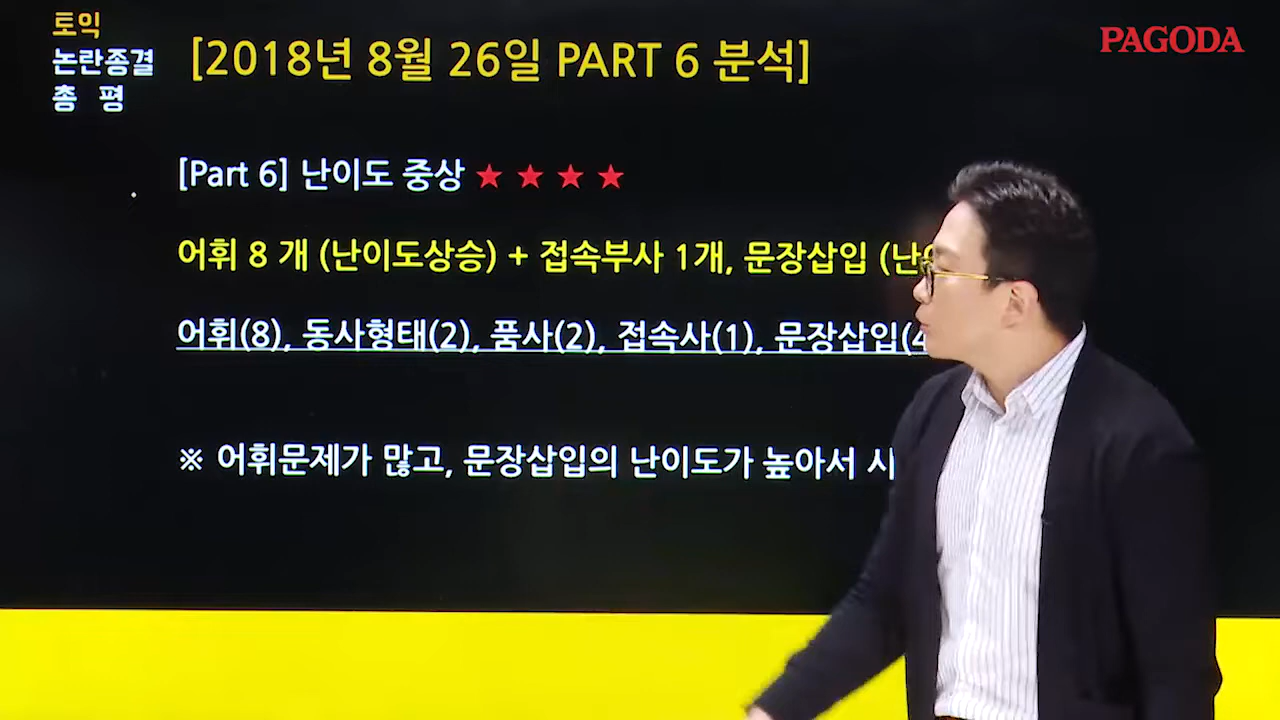 토익
논란종결
총 평
[2018년 8월 26일 PART 6 분석]
PAGODA
[Part 6] 난이도 중상 ★ ★ ★ ★
어휘 8 개 (난이도상승) + 접속부사 1개, 문장삽입
어휘(8), 동사형태(2), 품사(2), 접속사(1), 문장삽입(4
※ 어휘문제가 많고, 문장삽입의 난이도가 높아서 시